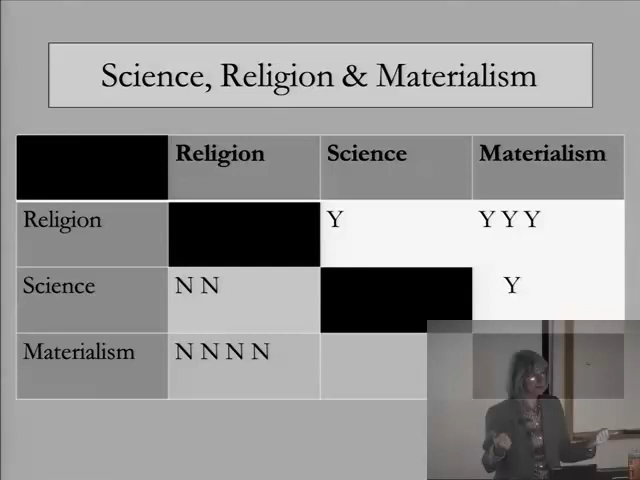 Science, Religion & Materialism
Religion Science Materialism
Religion Y Y Y Y
Science N N Y
Materialism N N N N